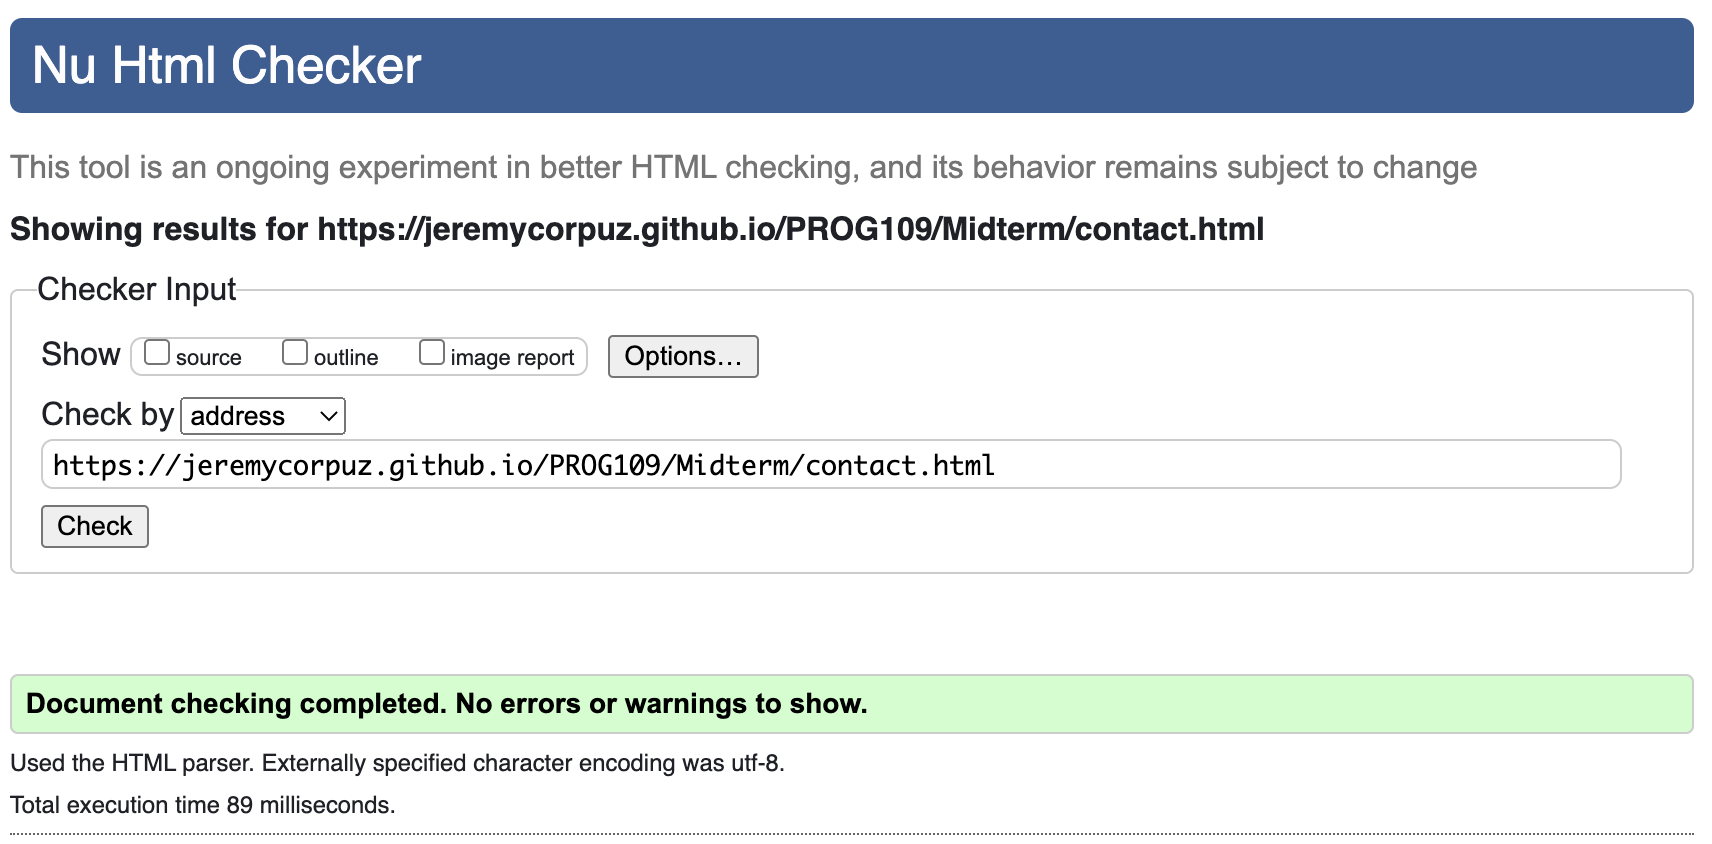 Nu Html Checker
This tool is an ongoing experiment in better HTML checking, and its behavior remains subject to change
Showing results for https://jeremycorpuz.github.io/PROG109/Midterm/contact.html
Checker Input
Show source outline image report Options...
Check by address
https://jeremycorpuz.github.io/PROG109/Midterm/contact.html
Check
Document checking completed. No errors or warnings to show.
Used the HTML parser. Externally specified character encoding was utf-8.
Total execution time 89 milliseconds.